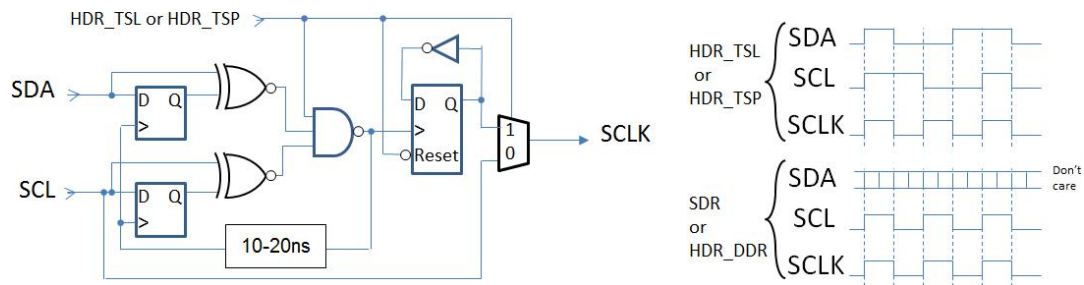 HDR_TSL or HDR_TSP
SDA
D Q
>
SCL
D Q
>
10-20ns
D Q
>
Reset
1
0
SCLK
HDR_TSL
or
HDR_TSP
SDA
SCL
SCLK
SDR
or
HDR_DDR
SDA
Don't
care
SCL
SCLK